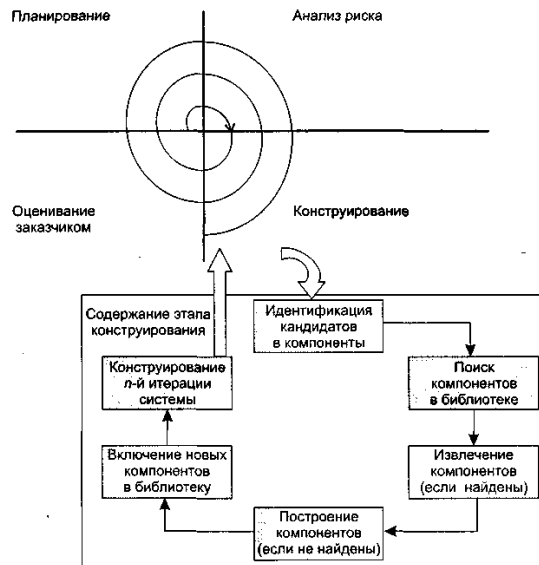 Планирование
Анализ риска
Оценивание
заказчиком
Конструирование
Содержание этапа
конструирования
Идентификация
кандидатов
в компоненты
Поиск
компонентов
в библиотеке
Извлечение
компонентов
(если найдены)
Построение
компонентов
(если не найдены)
Включение новых
компонентов
в библиотеку
Конструирование
n-й итерации
системы